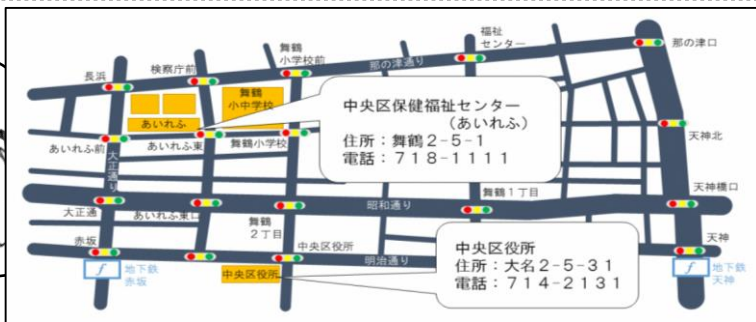 福祉
センター
那の津口
舞鶴
小学校前
検察庁前
長浜
那の津通り
舞鶴
小中学校
中央区保健福祉センター
(あいれふ)
住所:舞鶴2-5-1
電話:718-1111
あいれふ
あいれふ前
大正通り
あいれふ東
舞鶴小学校
天神北
舞鶴1丁目
天神橋口
大正通
あいれふ東口
昭和通り
舞鶴
2丁目
赤坂
中央区役所
明治通り
天神
中央区役所
住所:大名2-5-31
電話:714-2131
地下鉄
赤坂
中央区役所
地下鉄
天神